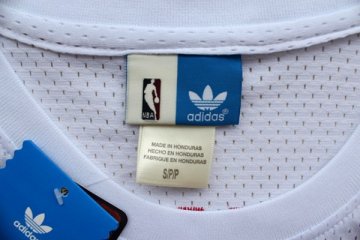 NBA
adidas
MADE IN HONDURAS
HECHO EN HONDURAS
FABRIQUE EN HONDURAS
S/P/P
adidas